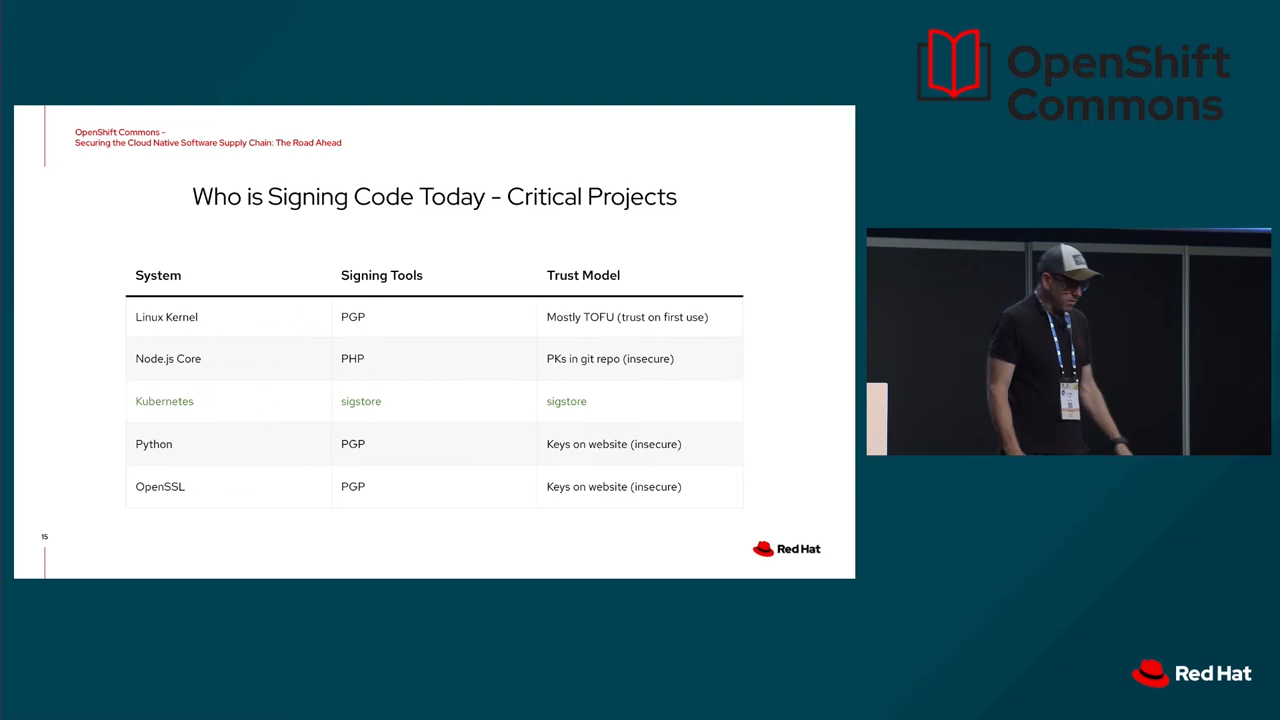 OpenShift
Commons
OpenShift Commons -
Securing the Cloud Native Software Supply Chain: The Road Ahead
Who is Signing Code Today - Critical Projects
System Signing Tools Trust Model
Linux Kernel PGP Mostly TOFU (trust on first use)
Node.js Core PHP PKs in git repo (insecure)
Kubernetes sigstore sigstore
Python PGP Keys on website (insecure)
OpenSSL PGP Keys on website (insecure)
15
Red Hat
Red Hat